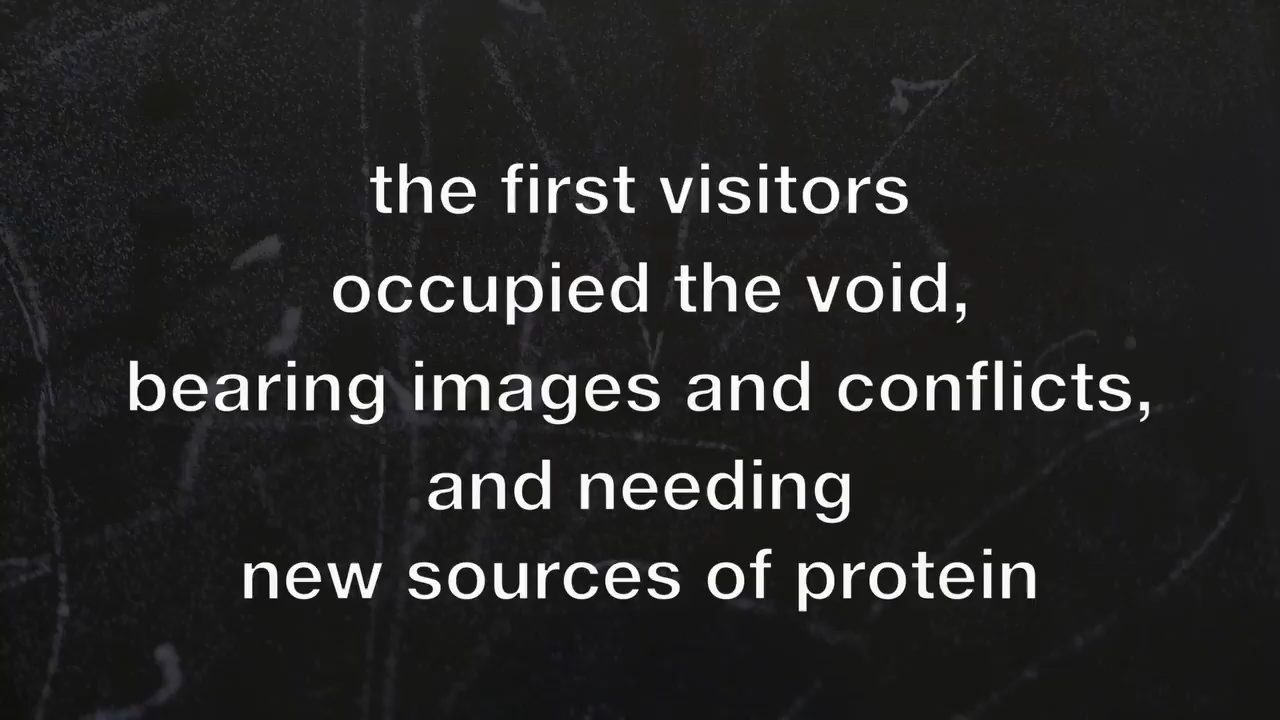 the first visitors
occupied the void,
bearing images and conflicts,
and needing
new sources of protein